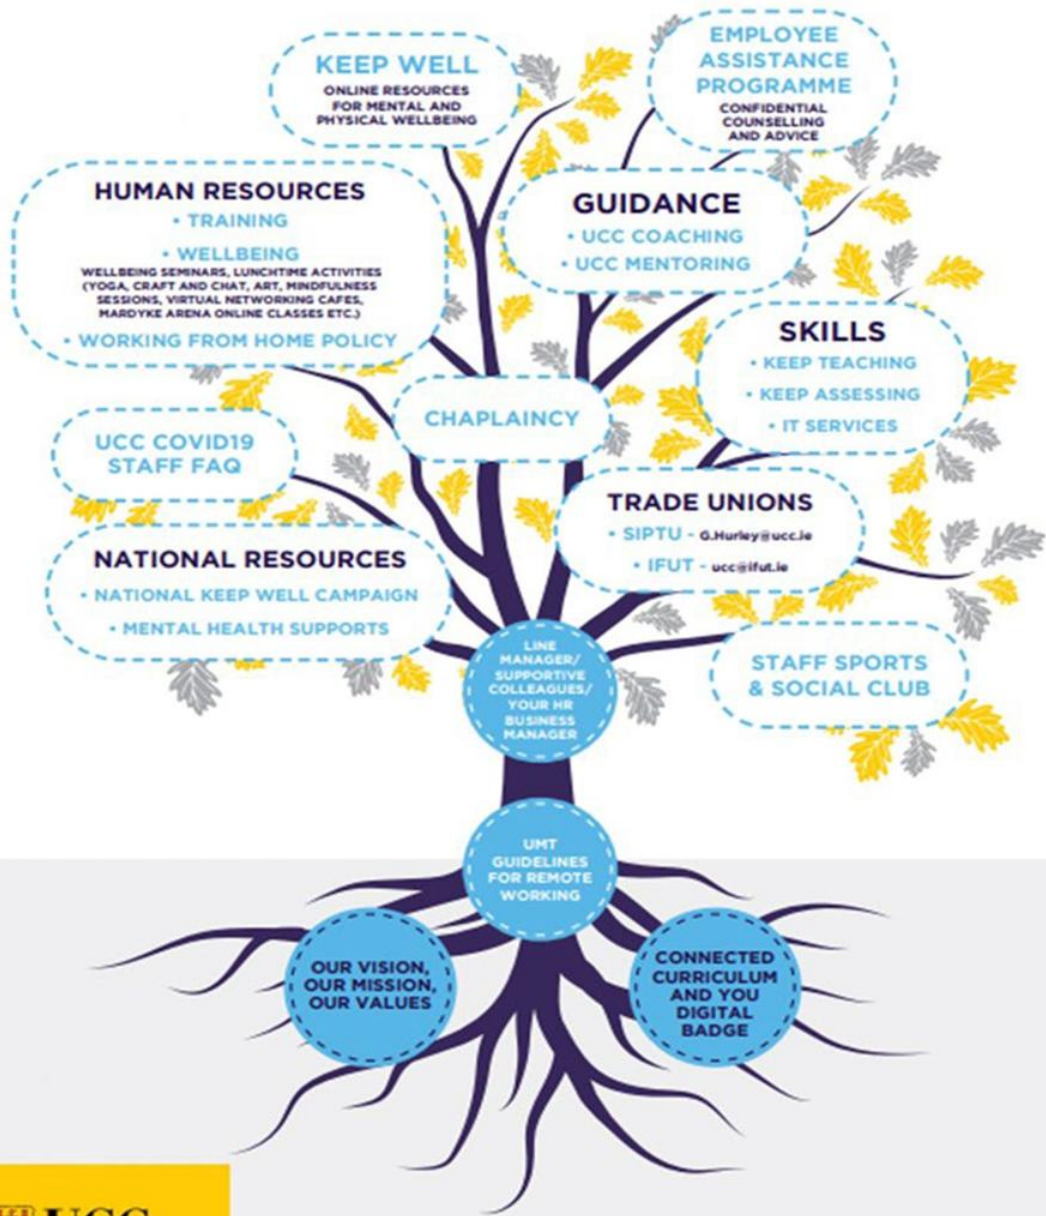 KEEP WELL
ONLINE RESOURCES
FOR MENTAL AND
PHYSICAL WELLBEING
EMPLOYEE
ASSISTANCE
PROGRAMME
CONFIDENTIAL
COUNSELLING
AND ADVICE
HUMAN RESOURCES
• TRAINING
• WELLBEING
WELLBEING SEMINARS, LUNCHTIME ACTIVITIES
(YOGA, CRAFT AND CHAT, ART, MINDFULNESS
SESSIONS, VIRTUAL NETWORKING CAFES,
MARDYKE ARENA ONLINE CLASSES ETC.)
• WORKING FROM HOME POLICY
GUIDANCE
• UCC COACHING
• UCC MENTORING
SKILLS
• KEEP TEACHING
• KEEP ASSESSING
• IT SERVICES
CHAPLAINCY
UCC COVID19
STAFF FAQ
TRADE UNIONS
• SIPTU - G.Hurley@ucc.ie
• IFUT - ucc@ifut.ie
NATIONAL RESOURCES
• NATIONAL KEEP WELL CAMPAIGN
• MENTAL HEALTH SUPPORTS
LINE
MANAGER/
SUPPORTIVE
COLLEAGUES/
YOUR HR
BUSINESS
MANAGER
STAFF SPORTS
& SOCIAL CLUB
UMT
GUIDELINES
FOR REMOTE
WORKING
OUR VISION,
OUR MISSION,
OUR VALUES
CONNECTED
CURRICULUM
AND YOU
DIGITAL
BADGE
UCC